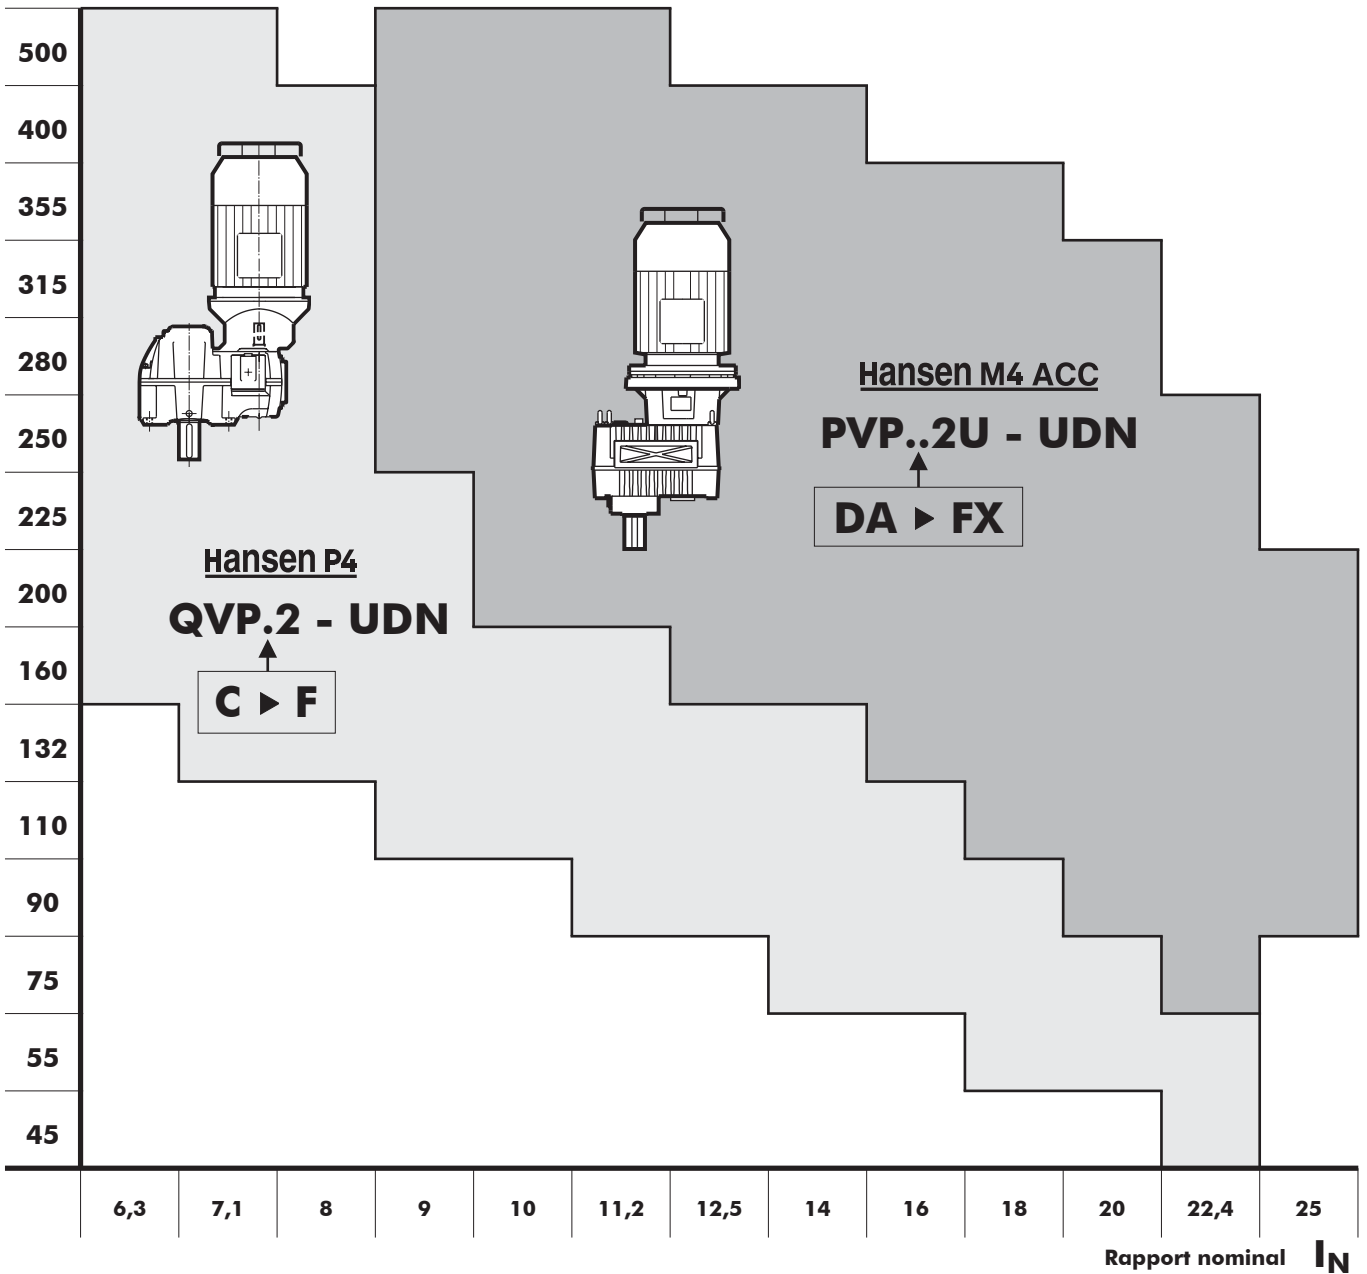 500
400
355
315
280
250
225
200
160
132
110
90
75
55
45
Hansen P4
QVP.2 - UDN
C ▶ F
Hansen M4 ACC
PVP..2U - UDN
DA ▶ FX
6,3 7,1 8 9 10 11,2 12,5 14 16 18 20 22,4 25
Rapport nominal IN